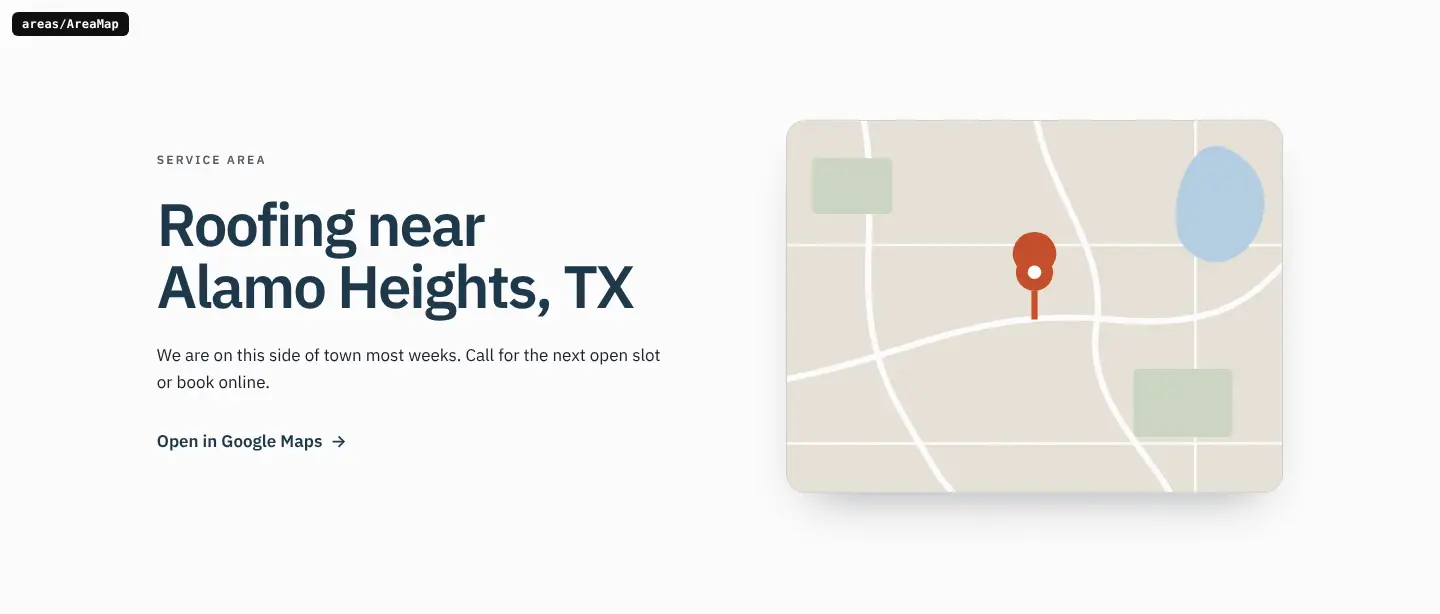 areas/AreaMap
SERVICE AREA
Roofing near
Alamo Heights, TX
We are on this side of town most weeks. Call for the next open slot
or book online.
Open in Google Maps →